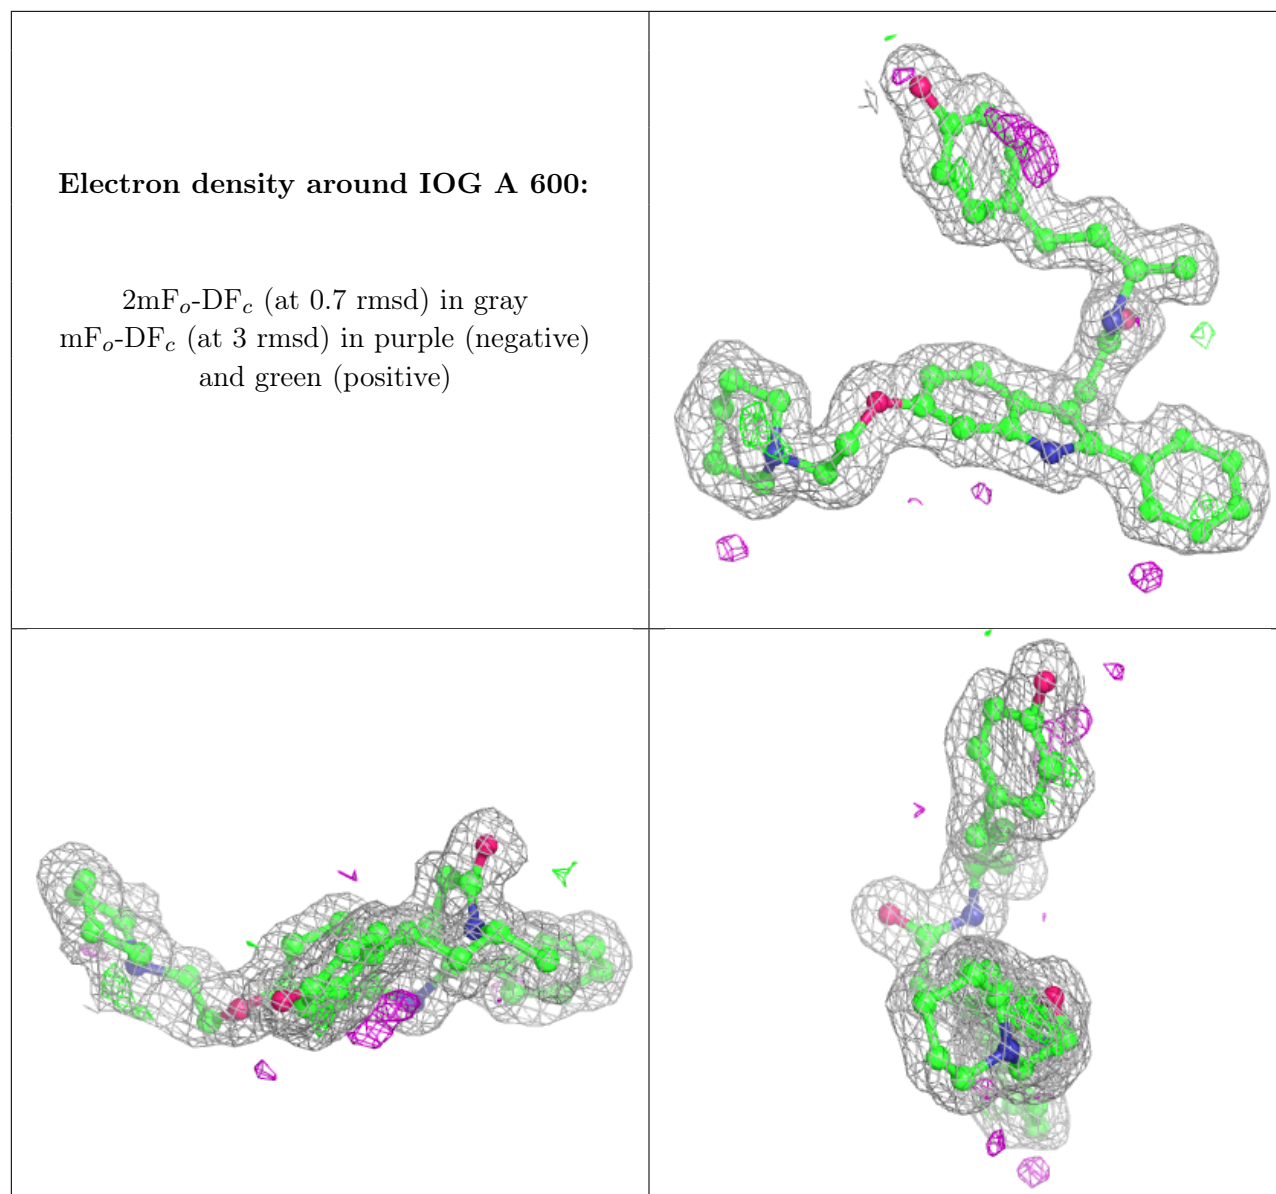 Electron density around IOG A 600:
2mFo-DFc (at 0.7 rmsd) in gray
mFo-DFc (at 3 rmsd) in purple (negative)
and green (positive)